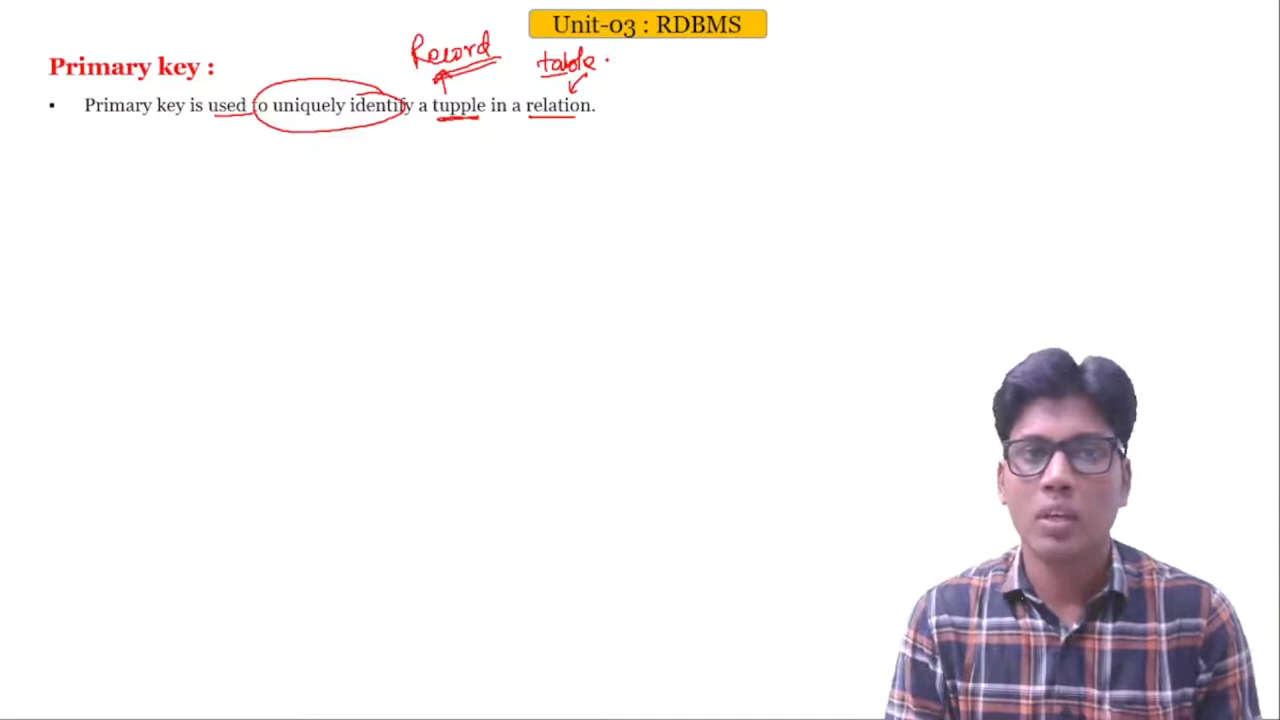 Unit-03 : RDBMS
Record table.
Primary key :
▪ Primary key is used to uniquely identify a tupple in a relation.